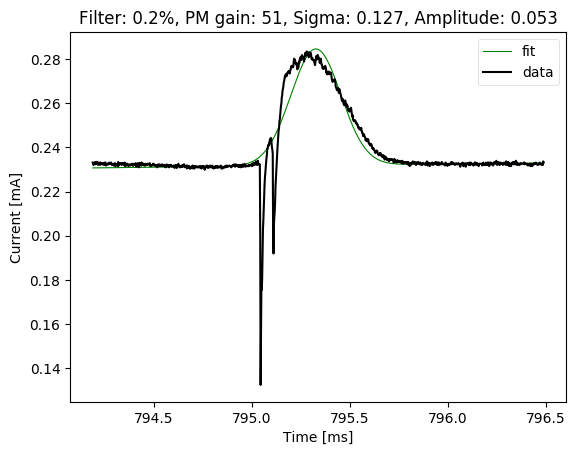 Filter: 0.2%, PM gain: 51, Sigma: 0.127, Amplitude: 0.053
fit
data
0.28
0.26
0.24
0.22
0.20
0.18
0.16
0.14
Current [mA]
794.5 795.0 795.5 796.0 796.5
Time [ms]